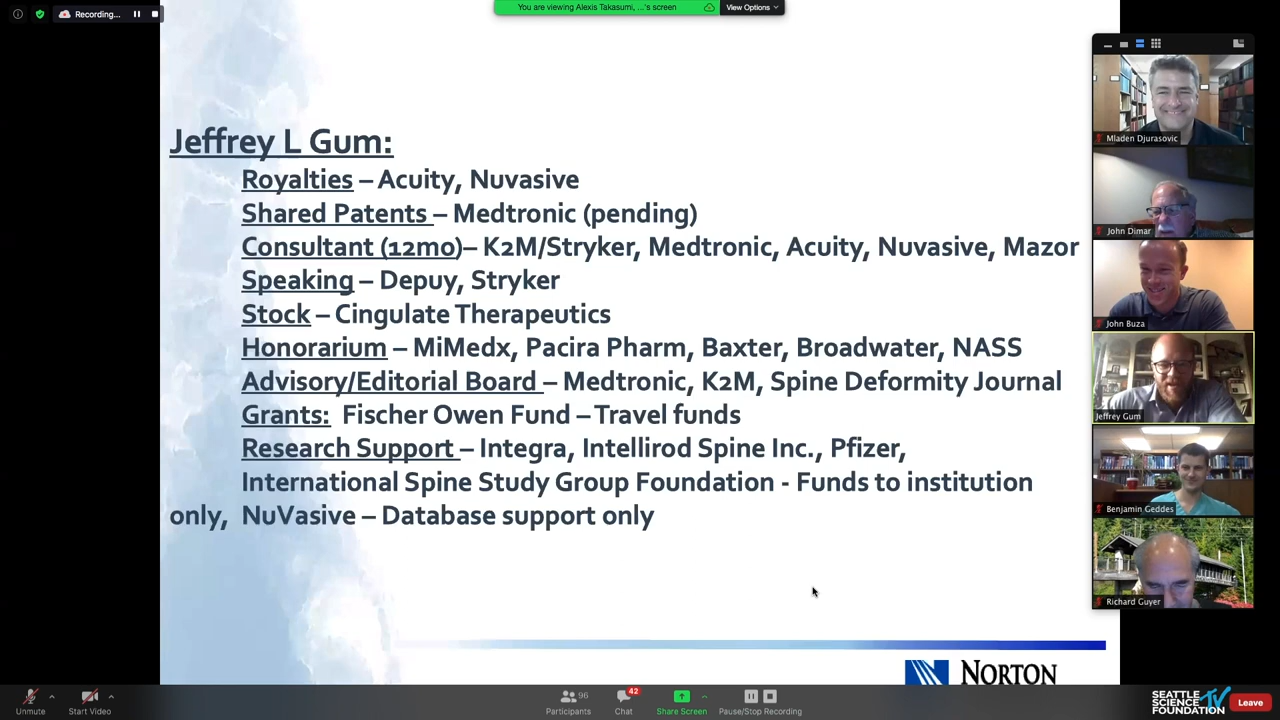 Recording...
You are viewing Alexis Takasumi, ...'s screen
View Options
Jeffrey L Gum:
Royalties – Acuity, Nuvasive
Shared Patents – Medtronic (pending)
Consultant (12mo)– K2M/Stryker, Medtronic, Acuity, Nuvasive, Mazor
Speaking – Depuy, Stryker
Stock – Cingulate Therapeutics
Honorarium – MiMedx, Pacira Pharm, Baxter, Broadwater, NASS
Advisory/Editorial Board – Medtronic, K2M, Spine Deformity Journal
Grants: Fischer Owen Fund – Travel funds
Research Support – Integra, Intellirod Spine Inc., Pfizer,
International Spine Study Group Foundation - Funds to institution
only, NuVasive – Database support only
NORTON
Mladen Djurasovic
John Dimar
John Buza
Jeffrey Gum
Benjamin Geddes
Richard Guyer
Unmute
Start Video
96
Participants
42
Chat
Share Screen
Pause/Stop Recording
SEATTLE
SCIENCE
FOUNDATION
TV
Leave